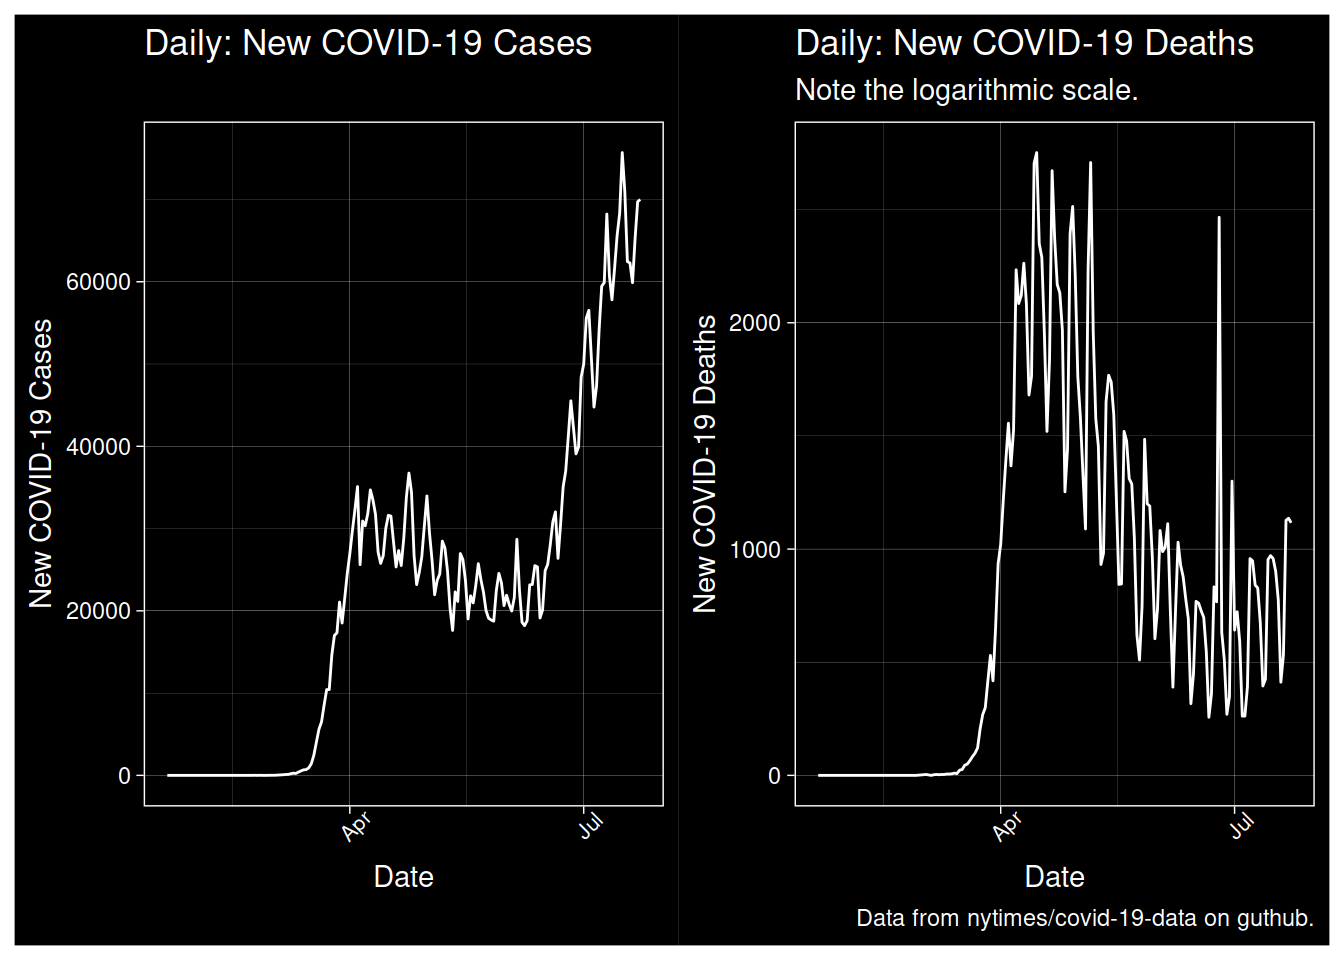 Daily: New COVID-19 Cases
New COVID-19 Cases
60000
40000
20000
0
Apr
Jul
Date
Daily: New COVID-19 Deaths
Note the logarithmic scale.
New COVID-19 Deaths
2000
1000
0
Apr
Jul
Date
Data from nytimes/covid-19-data on guthub.